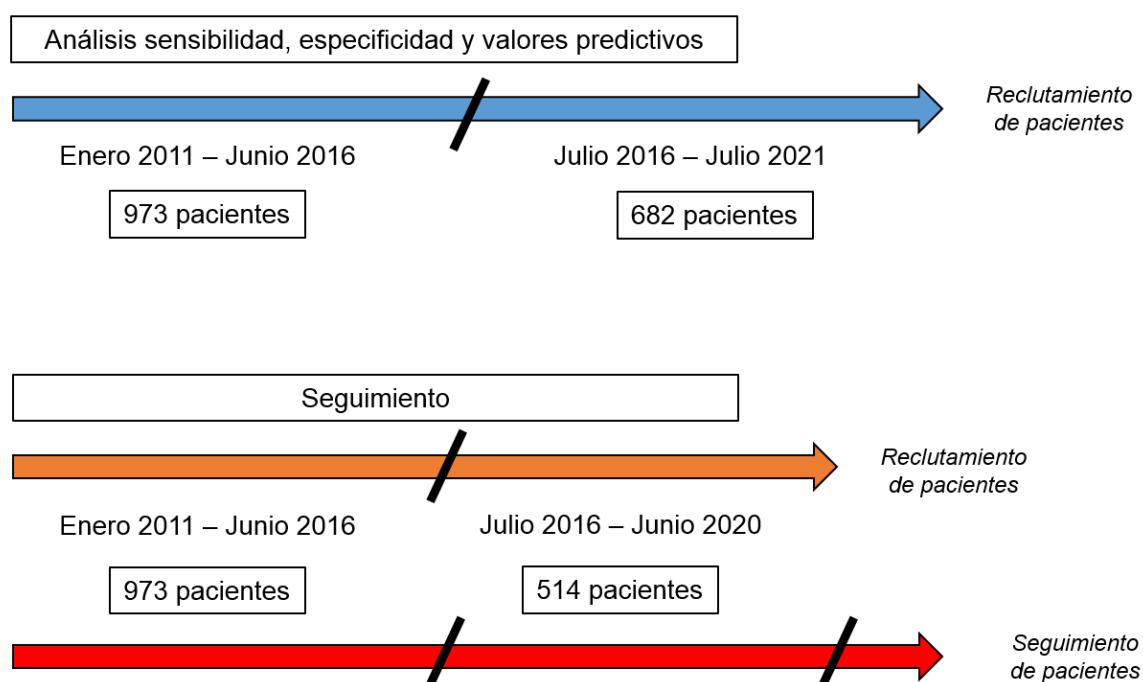 Análisis sensibilidad, especificidad y valores predictivos
Reclutamiento
de pacientes
Enero 2011 – Junio 2016
Julio 2016 – Julio 2021
973 pacientes
682 pacientes
Seguimiento
Reclutamiento
de pacientes
Enero 2011 – Junio 2016
Julio 2016 – Junio 2020
973 pacientes
514 pacientes
Seguimiento
de pacientes